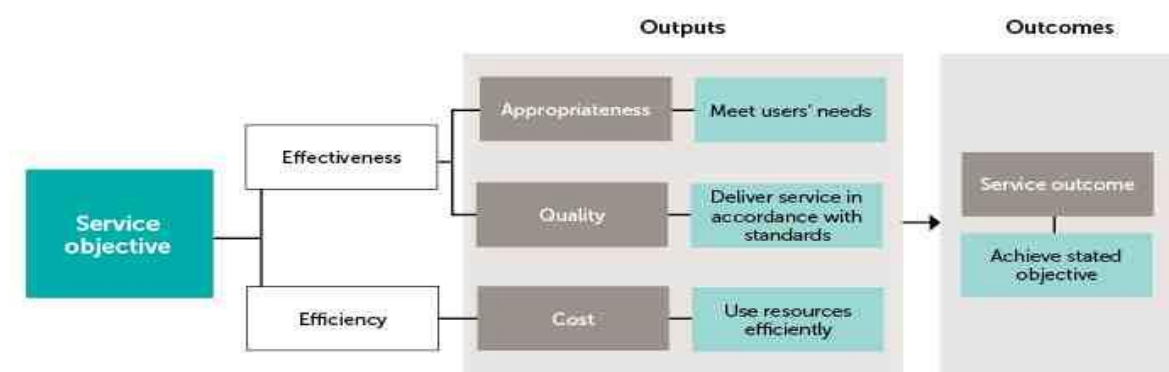 Outputs
Outcomes
Appropriateness
Meet users' needs
Effectiveness
Service
objective
Quality
Deliver service in
accordance with
standards
Service outcome
Achieve stated
objective
Efficiency
Cost
Use resources
efficiently